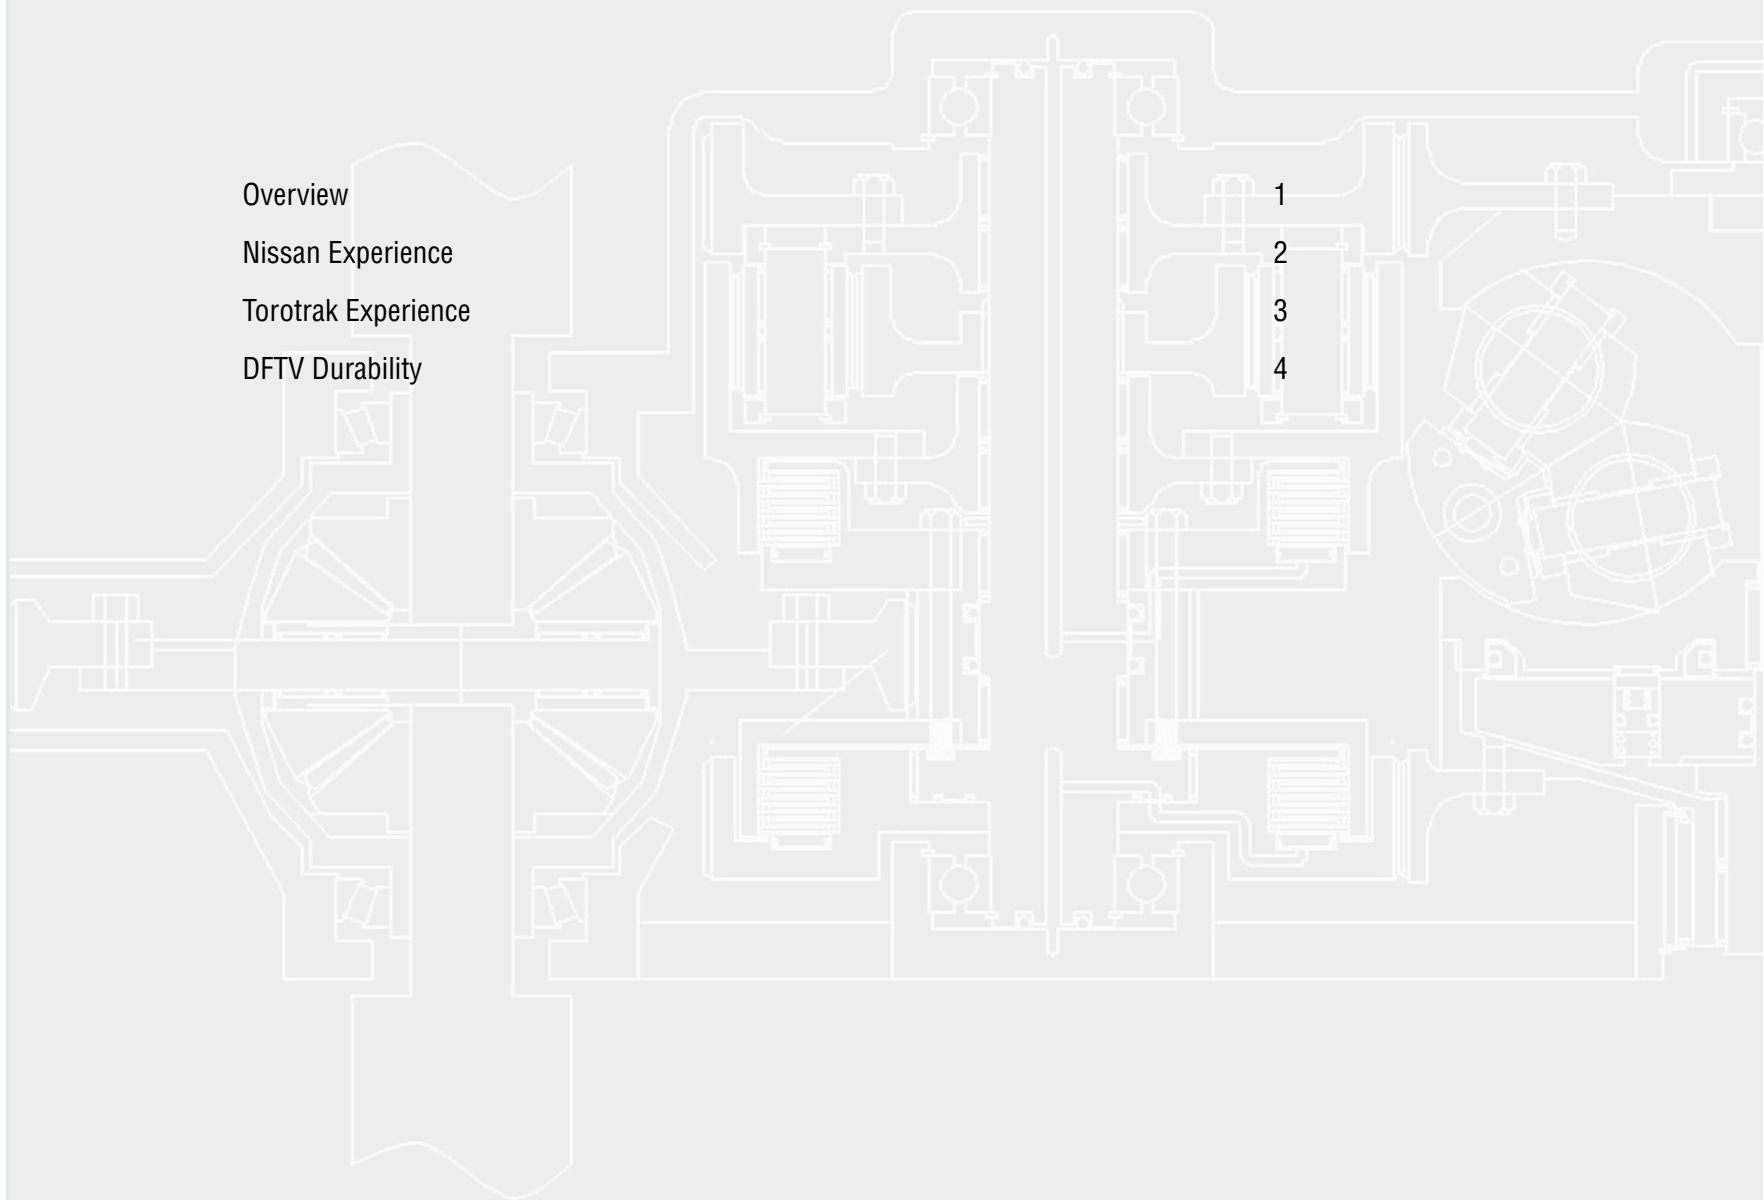 Overview 1
Nissan Experience 2
Torotrak Experience 3
DFTV Durability 4